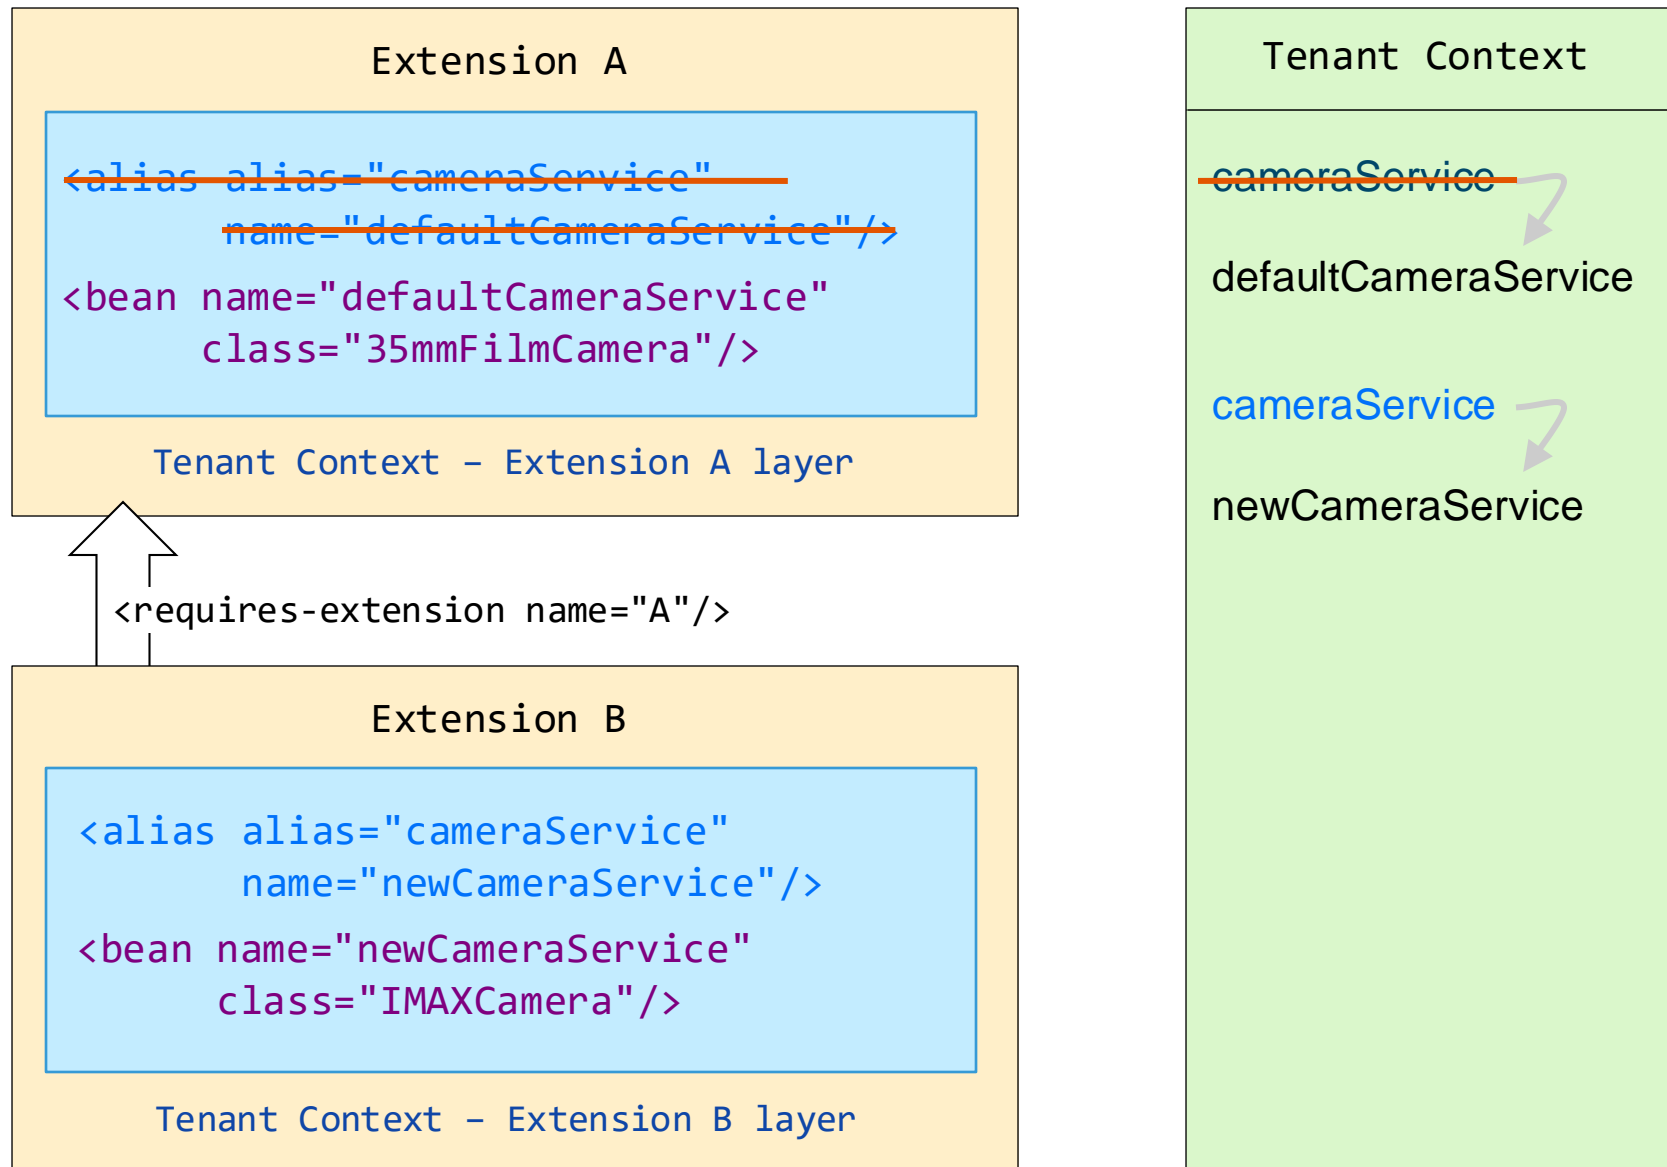 Extension A
<alias alias="cameraService"
name="defaultCameraService"/>
<bean name="defaultCameraService"
class="35mmFilmCamera"/>
Tenant Context – Extension A layer
<requires-extension name="A"/>
Extension B
<alias alias="cameraService"
name="newCameraService"/>
<bean name="newCameraService"
class="IMAXCamera"/>
Tenant Context – Extension B layer
Tenant Context
cameraService
defaultCameraService
cameraService
newCameraService